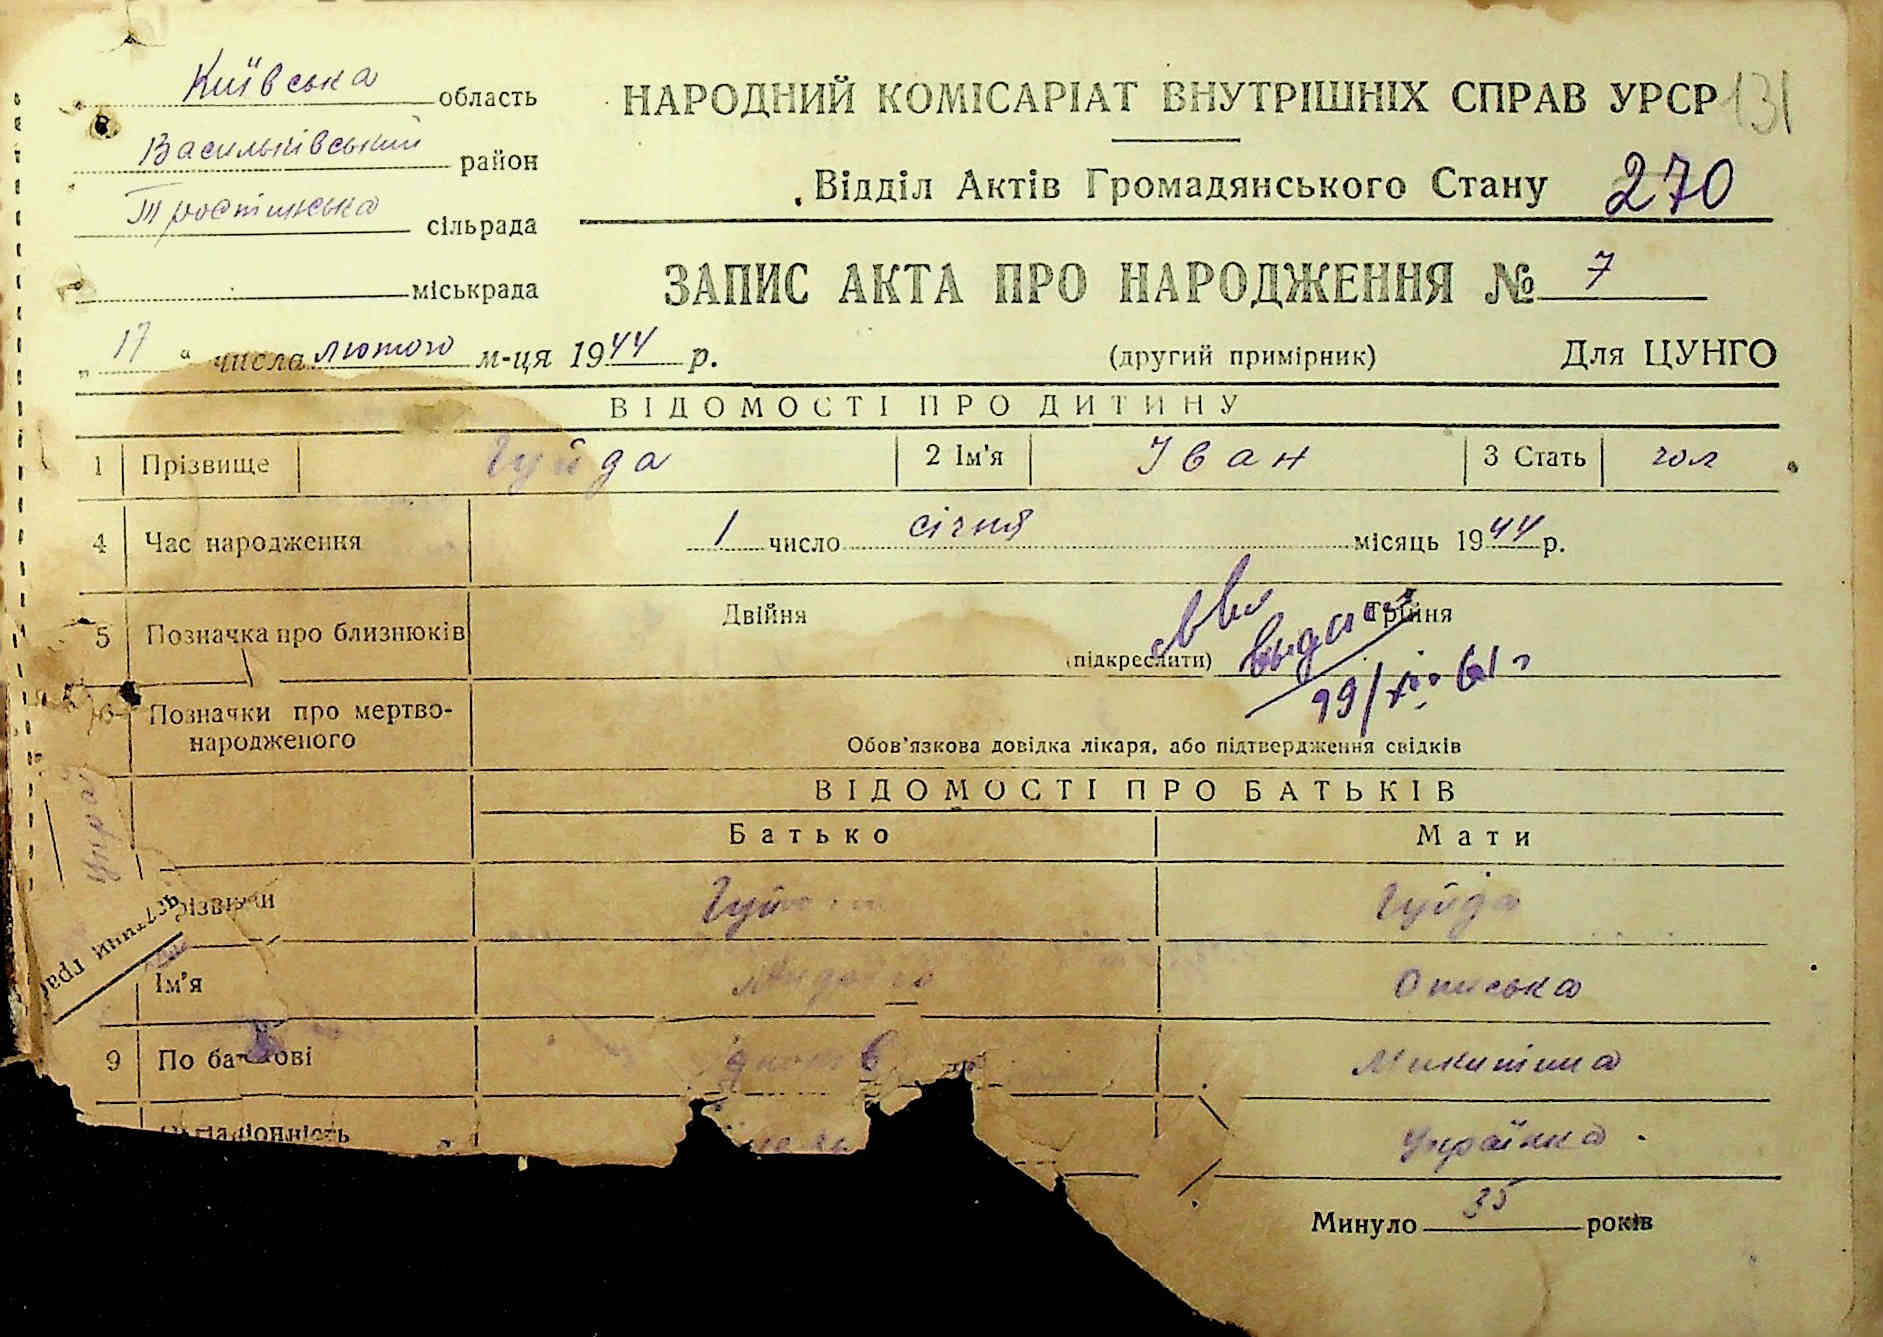 Київська область
Васильківський район
Тростинська сільрада
міськрада
НАРОДНИЙ КОМІСАРІАТ ВНУТРІШНІХ СПРАВ УРСР 131
Відділ Актів Громадянського Стану 270
ЗАПИС АКТА ПРО НАРОДЖЕННЯ № 7
„ 17 “ числа лютого м-ця 1944 р.
(другий примірник) Для ЦУНГО
ВІДОМОСТІ ПРО ДИТИНУ
1 Прізвище Гуйда 2 Ім'я Іван 3 Стать чол
4 Час народження 1 число січня місяць 1944 р.
5 Позначка про близнюків Двійня Трійня
(підкреслити)
6 Позначки про мертво-
народженого
Обов'язкова довідка лікаря, або підтвердження свідків
ВІДОМОСТІ ПРО БАТЬКІВ
Батько Мати
Гуйда
Ім'я Описька
9 По батькові Микитівна
Українка
Минуло 35 років